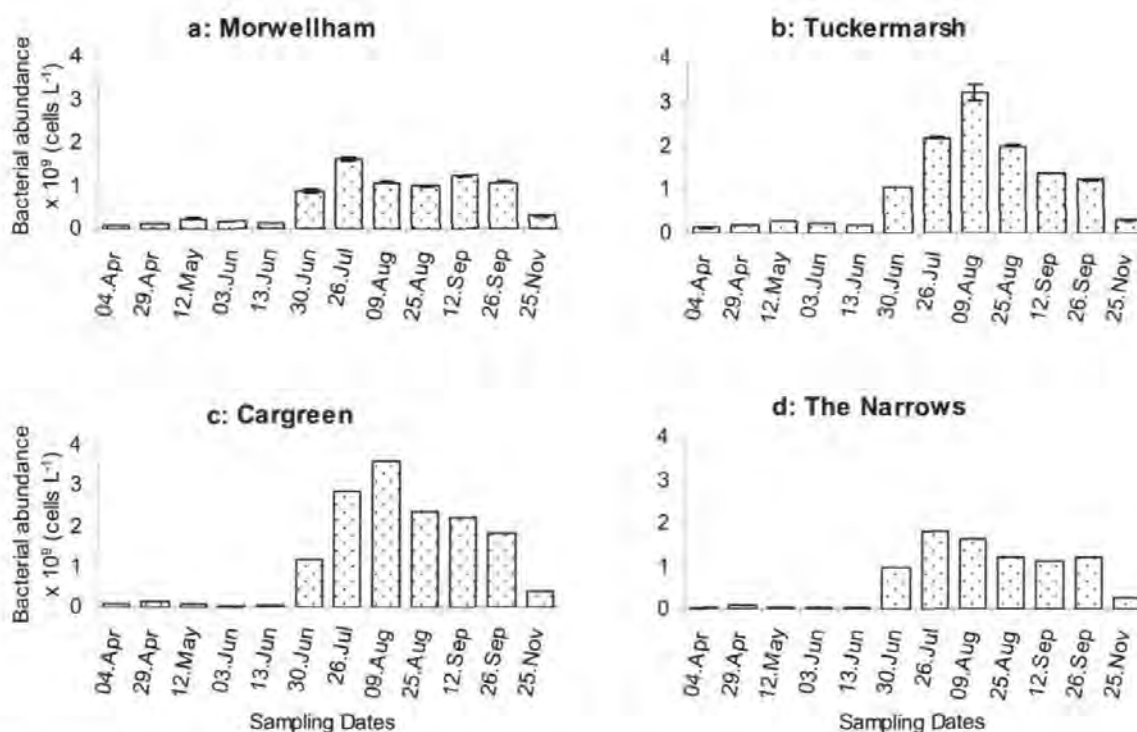 a: Morwellham
Bacterial abundance
x 10⁹ (cells L⁻¹)
4
3
2
1
0
04.Apr
29.Apr
12.May
03.Jun
13.Jun
30.Jun
26.Jul
09.Aug
25.Aug
12.Sep
26.Sep
25.Nov
b: Tuckermarsh
4
3
2
1
0
04.Apr
29.Apr
12.May
03.Jun
13.Jun
30.Jun
26.Jul
09.Aug
25.Aug
12.Sep
26.Sep
25.Nov
c: Cargreen
Bacterial abundance
x 10⁹ (cells L⁻¹)
4
3
2
1
0
04.Apr
29.Apr
12.May
03.Jun
13.Jun
30.Jun
26.Jul
09.Aug
25.Aug
12.Sep
26.Sep
25.Nov
Sampling Dates
d: The Narrows
4
3
2
1
0
04.Apr
29.Apr
12.May
03.Jun
13.Jun
30.Jun
26.Jul
09.Aug
25.Aug
12.Sep
26.Sep
25.Nov
Sampling Dates